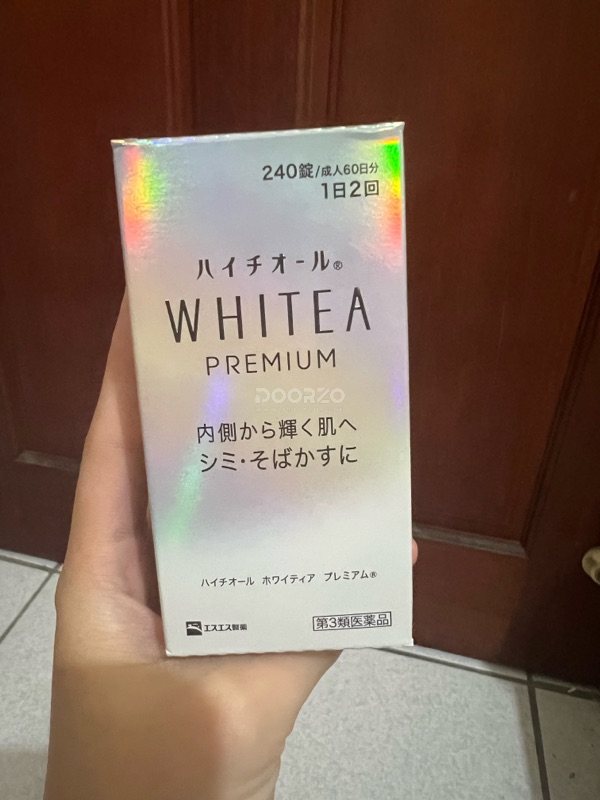 240錠/成人60日分
1日2回
ハイチオール®
WHITEA
PREMIUM
DOORZO
内側から輝く肌へ
シミ・そばかすに
ハイチオール ホワイティア プレミアム®
エスエス製薬
第3類医薬品